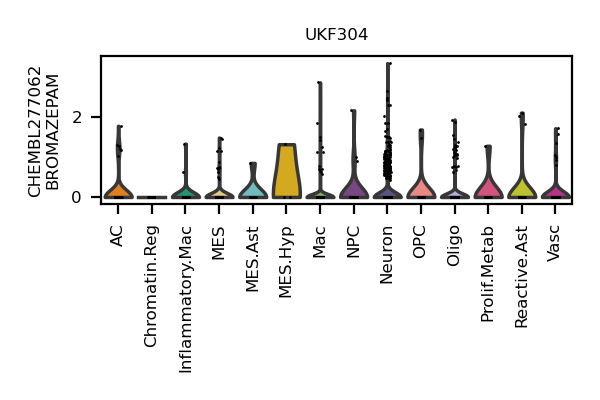 UKF304
CHEMBL277062
BROMAZEPAM
2
0
AC
Chromatin.Reg
Inflammatory.Mac
MES
MES.Ast
MES.Hyp
Mac
NPC
Neuron
OPC
Oligo
Prolif.Metab
Reactive.Ast
Vasc